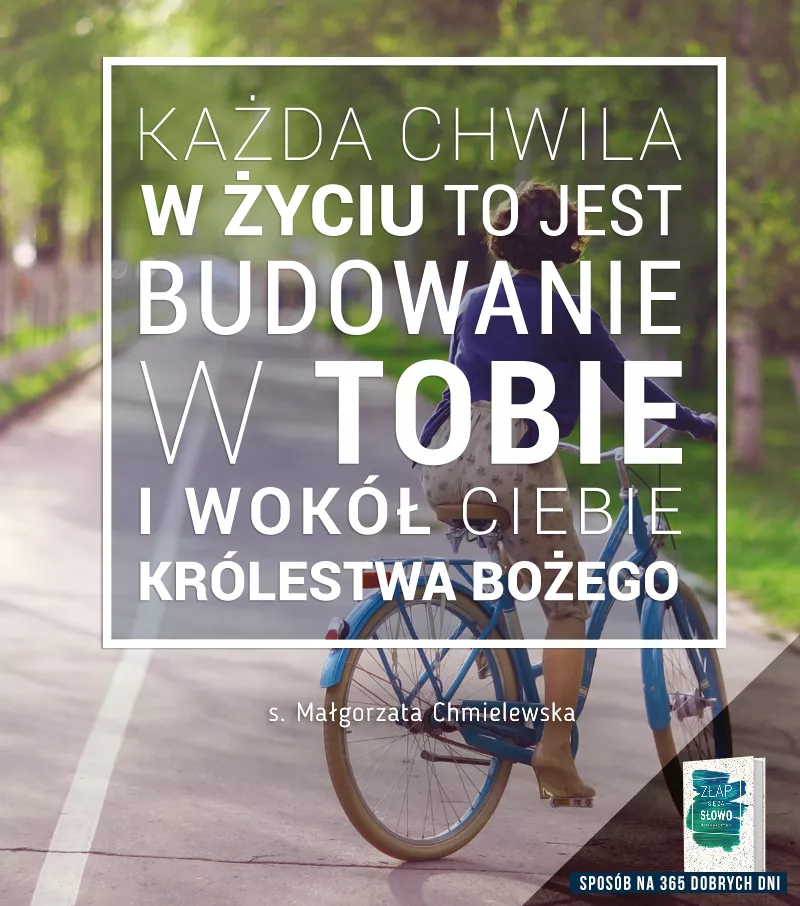 KAŻDA CHWILA
W ŻYCIU TO JEST
BUDOWANIE
W TOBIE
I WOKÓŁ CIEBIE
KRÓLESTWA BOŻEGO
s. Małgorzata Chmielewska
ZŁAP
SŁOWO
SPOSÓB NA 365 DOBRYCH DNI